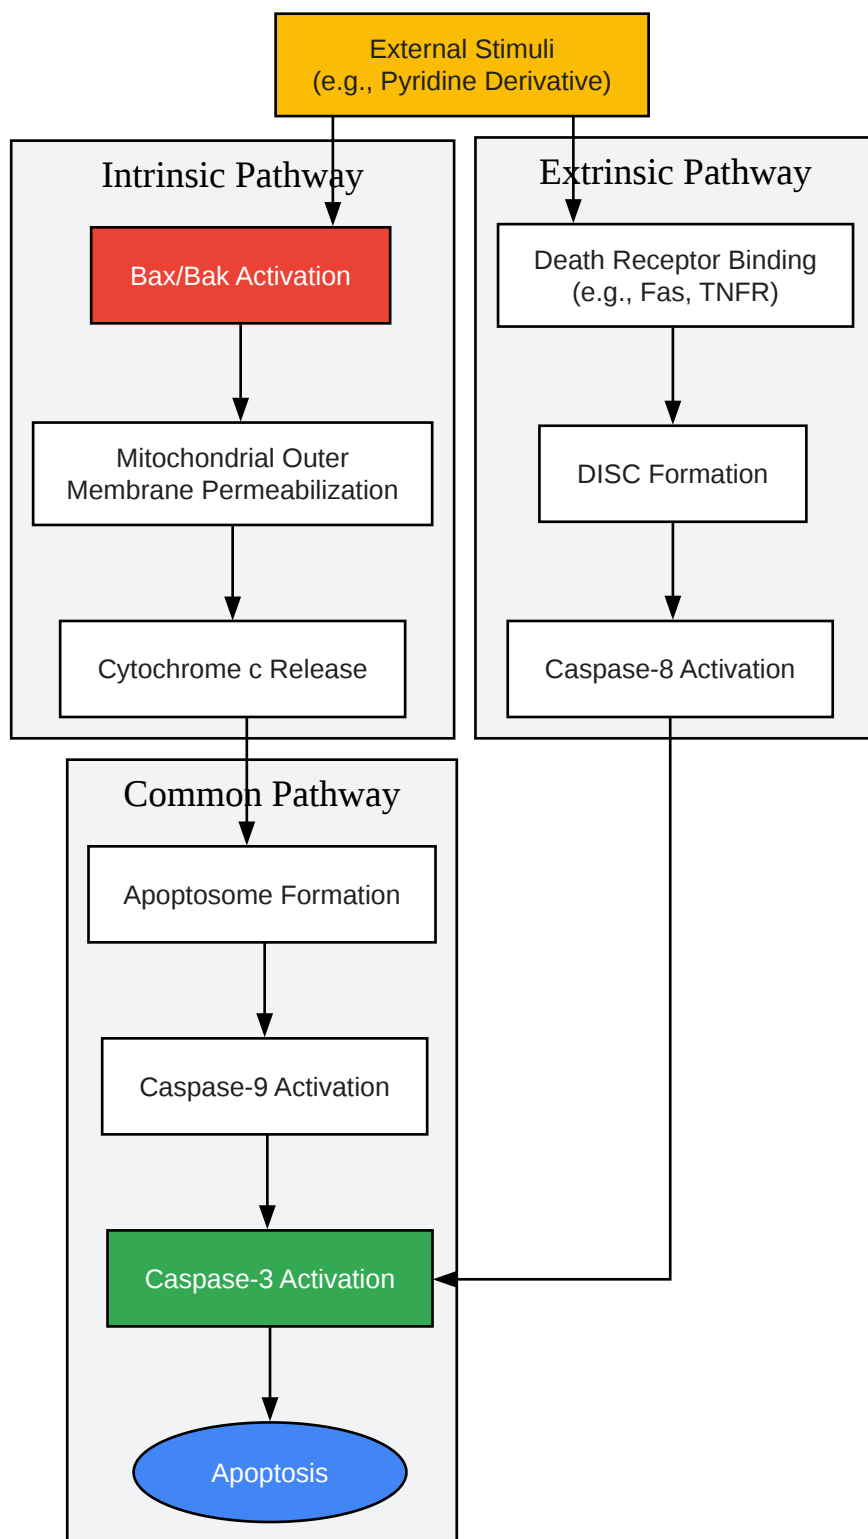 External Stimuli
(e.g., Pyridine Derivative)
Intrinsic Pathway
Bax/Bak Activation
Mitochondrial Outer
Membrane Permeabilization
Cytochrome c Release
Extrinsic Pathway
Death Receptor Binding
(e.g., Fas, TNFR)
DISC Formation
Caspase-8 Activation
Common Pathway
Apoptosome Formation
Caspase-9 Activation
Caspase-3 Activation
Apoptosis